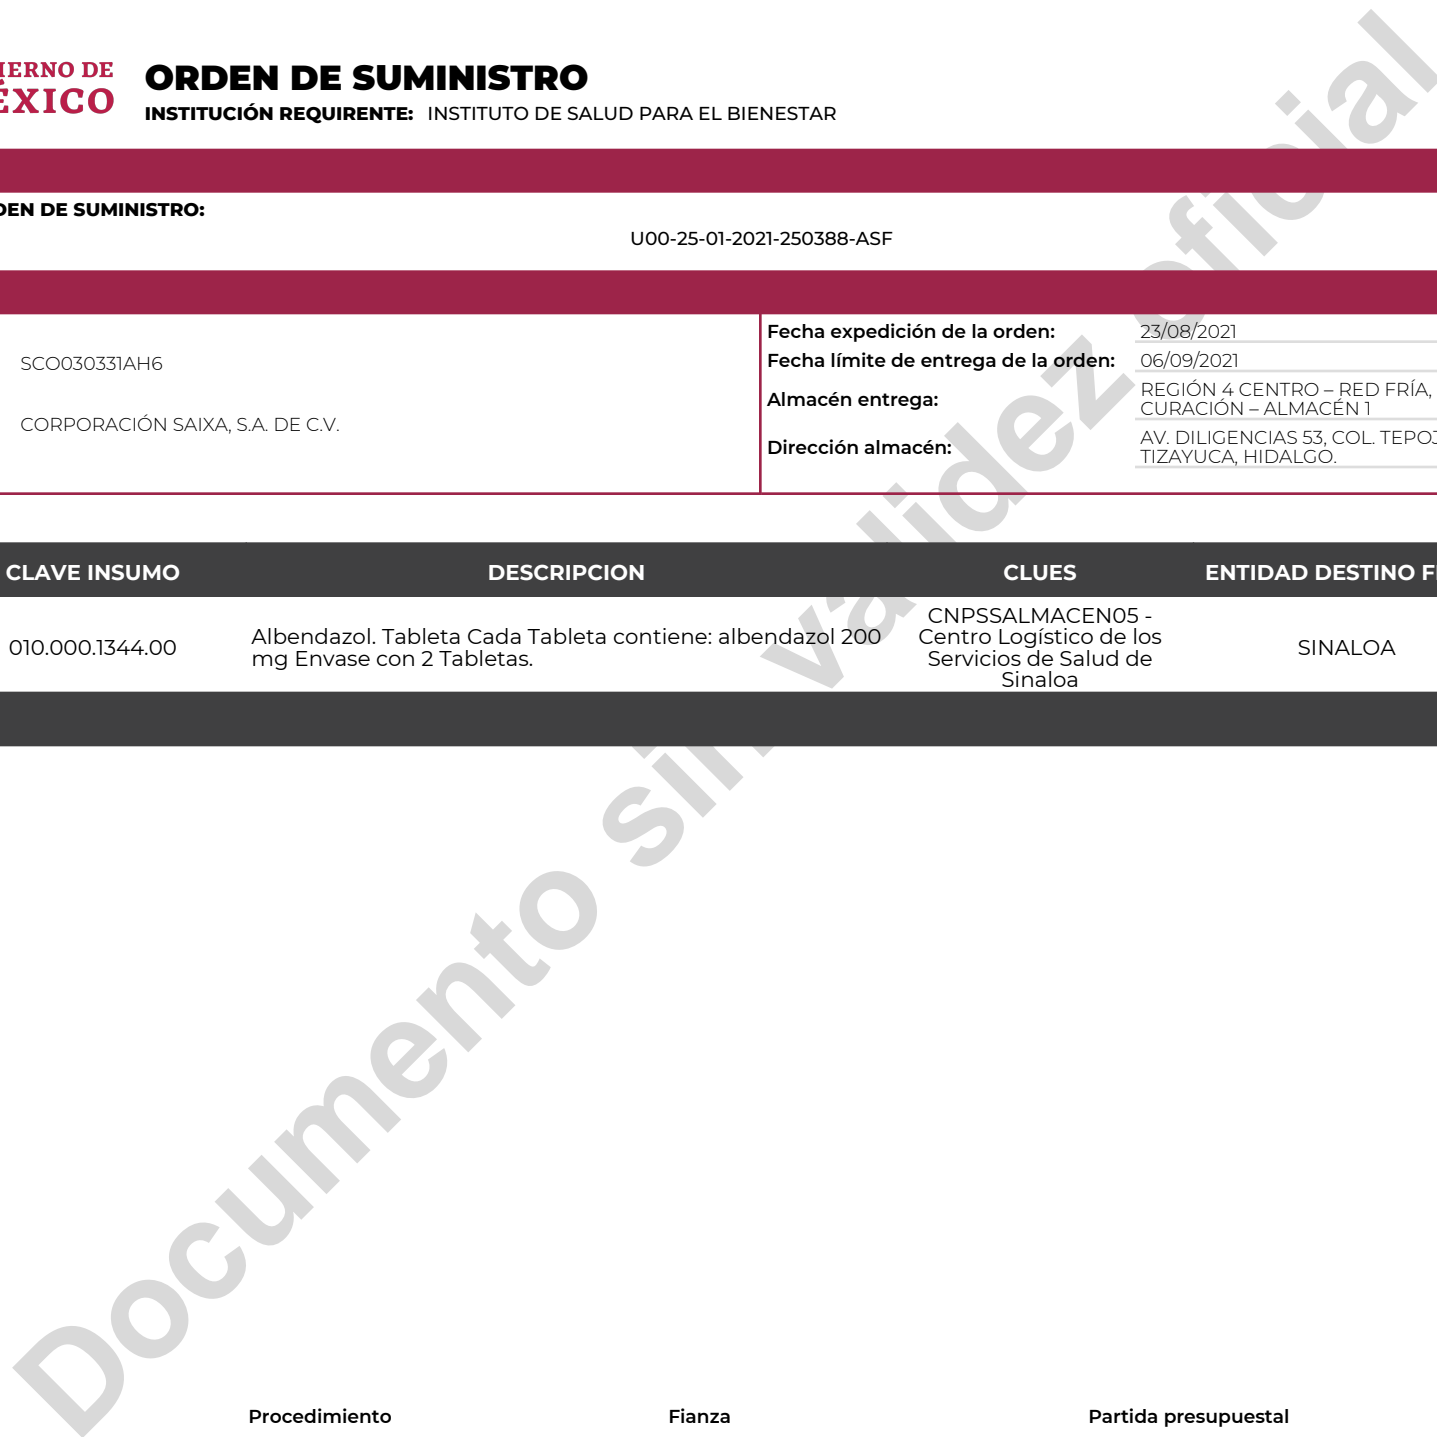 IERNO DE
ÉXICO
ORDEN DE SUMINISTRO
INSTITUCIÓN REQUIRENTE: INSTITUTO DE SALUD PARA EL BIENESTAR
DEN DE SUMINISTRO:
U00-25-01-2021-250388-ASF
SCO030331AH6
CORPORACIÓN SAIXA, S.A. DE C.V.
Fecha expedición de la orden: 23/08/2021
Fecha límite de entrega de la orden: 06/09/2021
Almacén entrega: REGIÓN 4 CENTRO – RED FRÍA,
CURACIÓN – ALMACÉN 1
Dirección almacén: AV. DILIGENCIAS 53, COL. TEPOJ
TIZAYUCA, HIDALGO.
CLAVE INSUMO DESCRIPCION CLUES ENTIDAD DESTINO FI
010.000.1344.00
Albendazol. Tableta Cada Tableta contiene: albendazol 200
mg Envase con 2 Tabletas.
CNPSSALMACEN05 -
Centro Logístico de los
Servicios de Salud de
Sinaloa
SINALOA
Documento sin validez oficial
Procedimiento Fianza Partida presupuestal